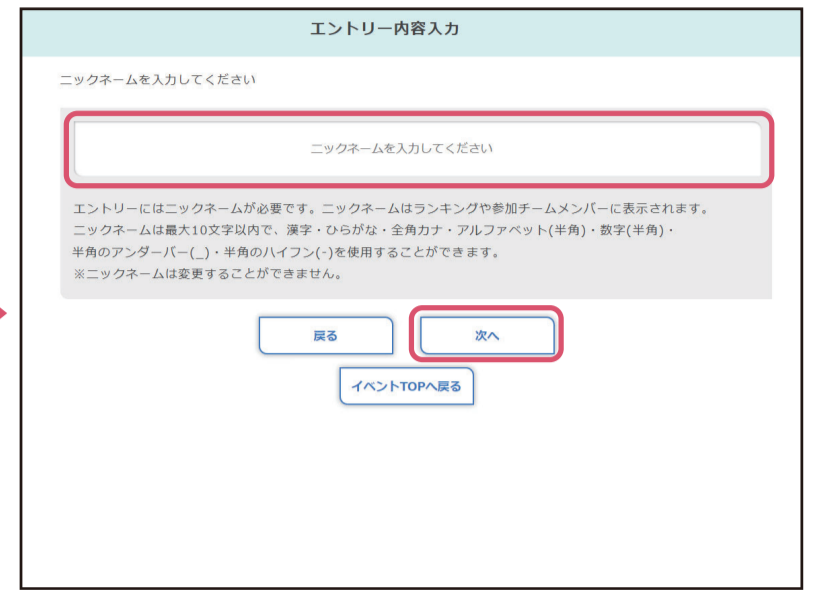 エントリー内容入力
ニックネームを入力してください
ニックネームを入力してください
エントリーにはニックネームが必要です。ニックネームはランキングや参加チームメンバーに表示されます。
ニックネームは最大10文字以内で、漢字・ひらがな・全角カナ・アルファベット(半角)・数字(半角)・
半角のアンダーバー(_)・半角のハイフン(-)を使用することができます。
※ニックネームは変更することができません。
戻る 次へ
イベントTOPへ戻る